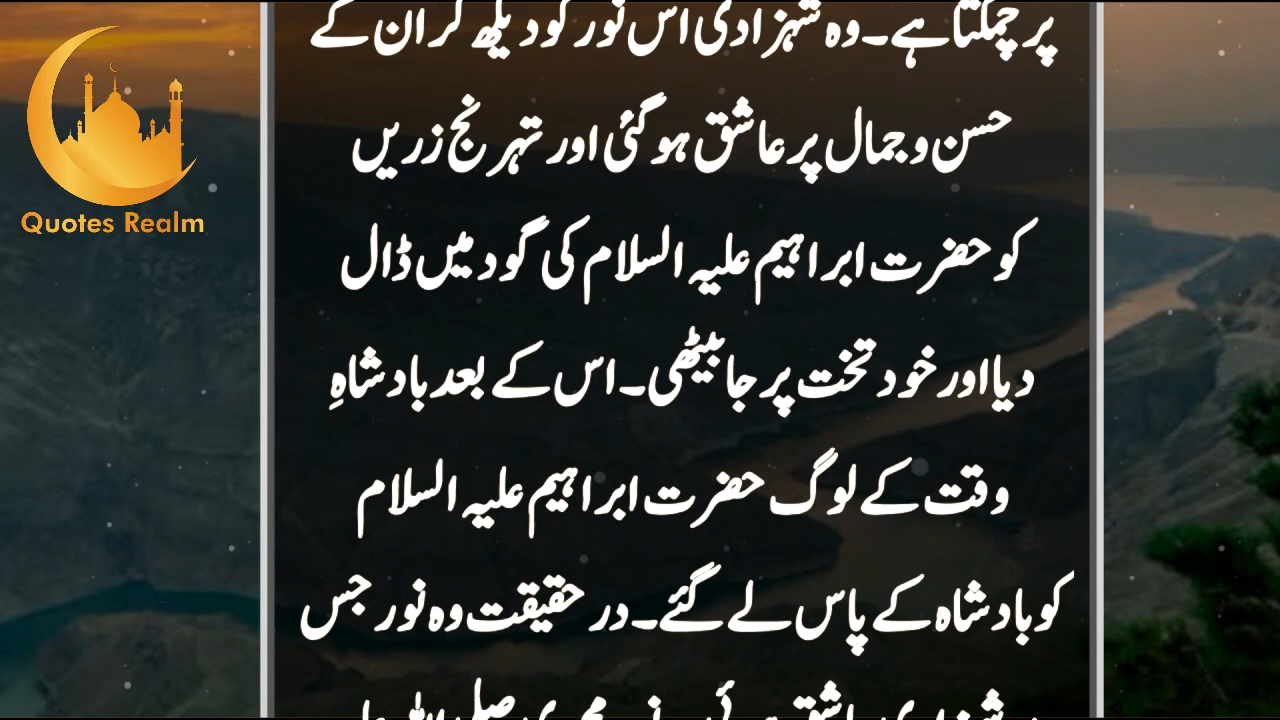 پر چمکتا ہے۔ وہ شہزادی اس نور کو دیکھ کر ان کے
حسن و جمال پر عاشق ہو گئی اور تہرنج زریں
کو حضرت ابراہیم علیہ السلام کی گود میں ڈال
دیا اور خود تخت پر جا بیٹھی۔ اس کے بعد بادشاہِ
وقت کے لوگ حضرت ابراہیم علیہ السلام
کو بادشاہ کے پاس لے گئے۔ در حقیقت وہ نور جس
Quotes Realm